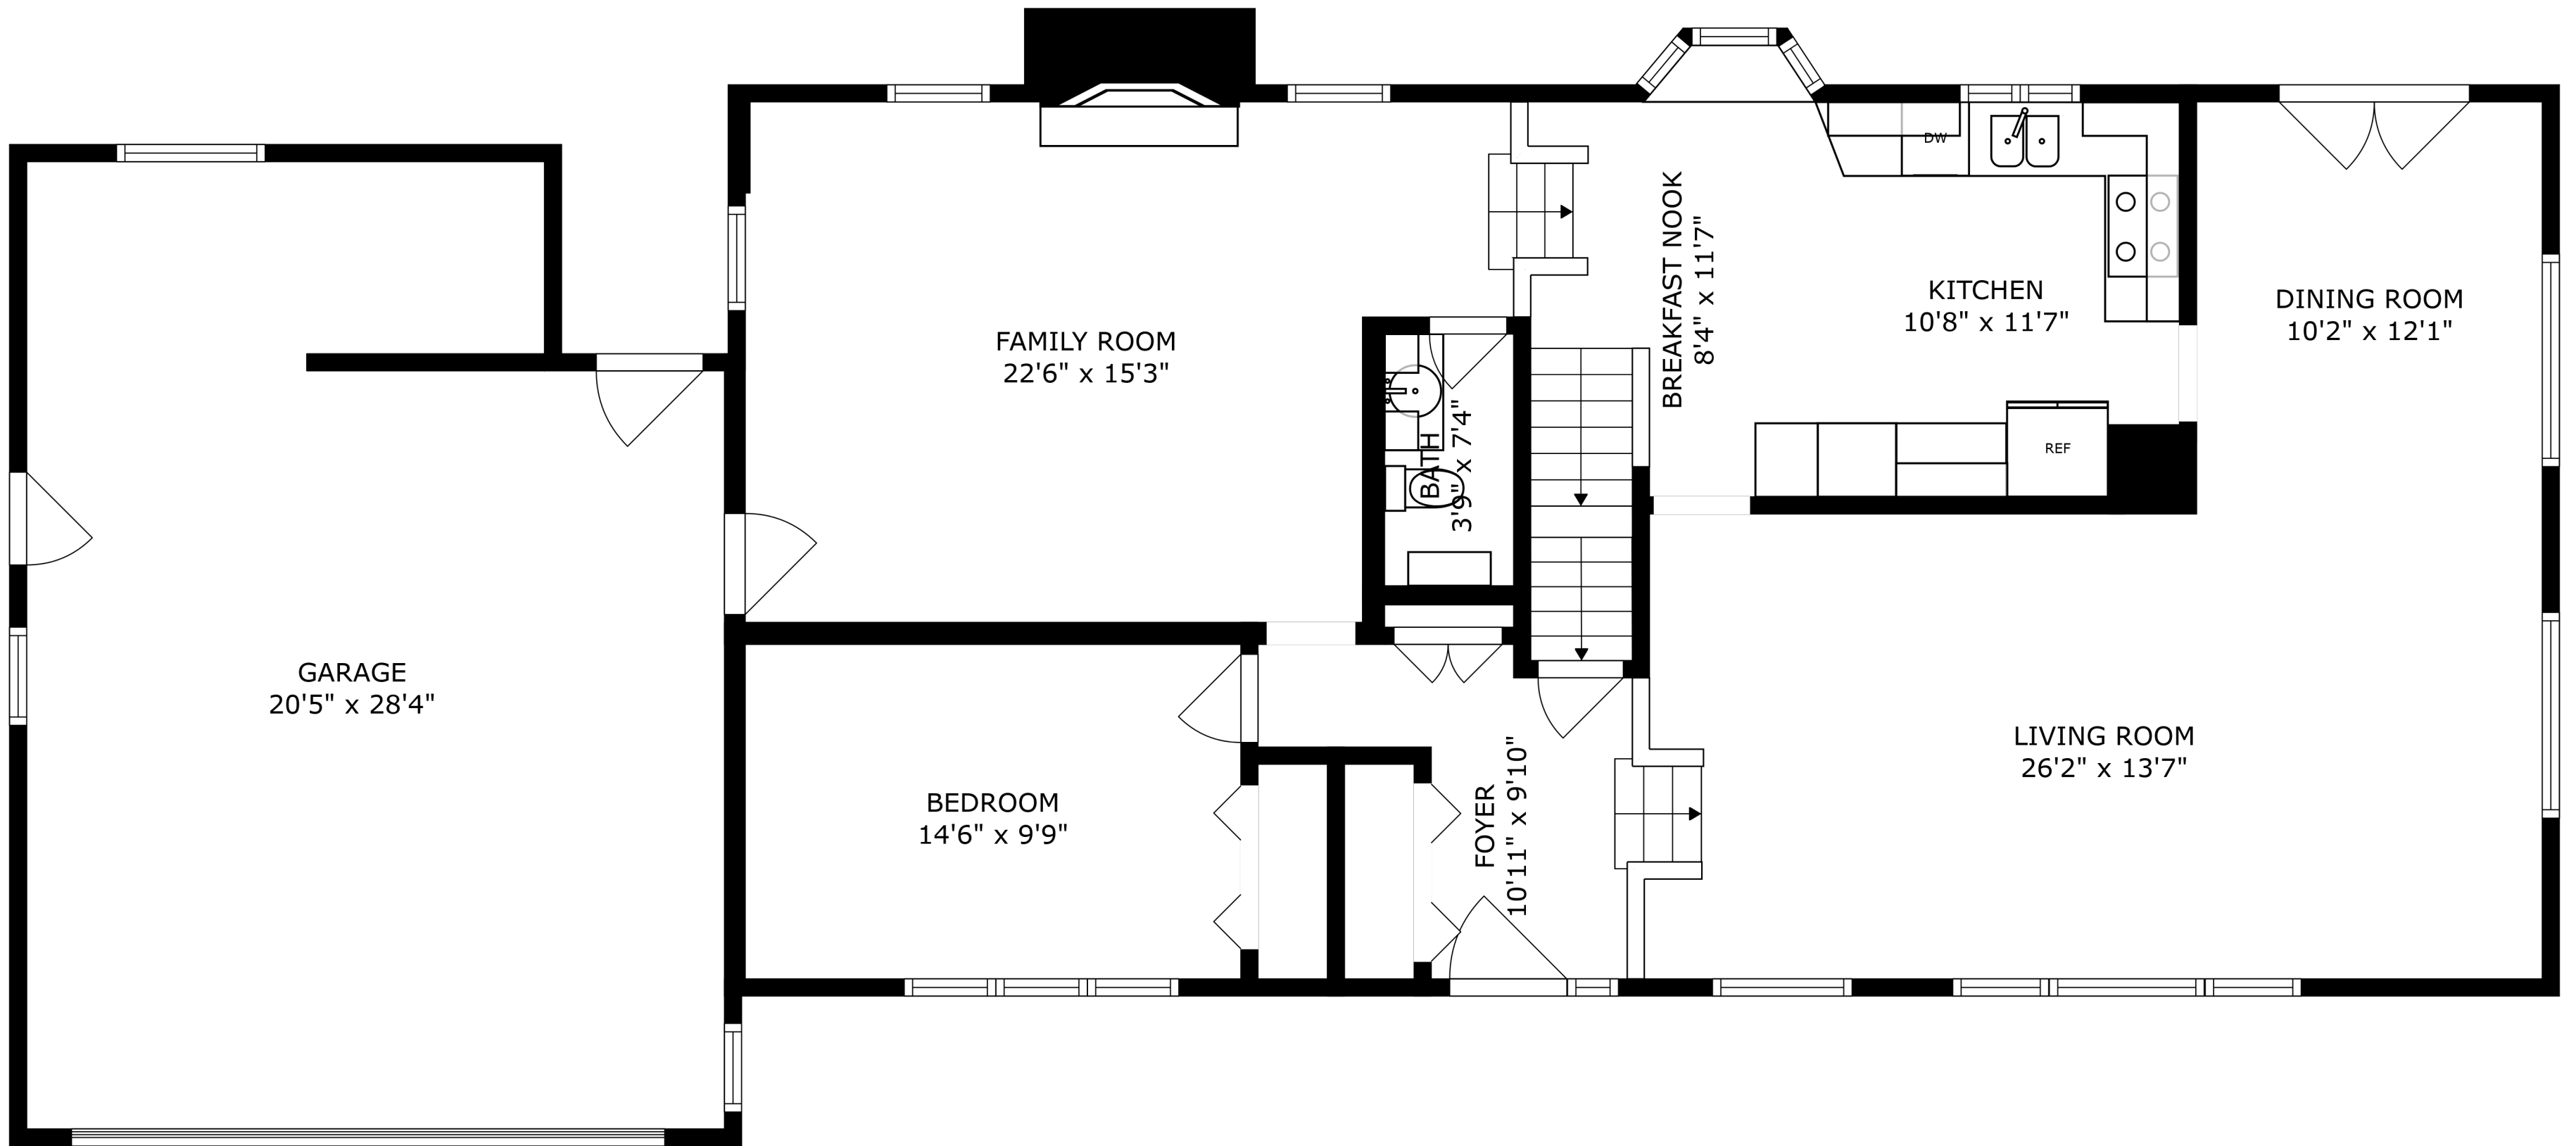 GARAGE
20'5" x 28'4"
FAMILY ROOM
22'6" x 15'3"
BEDROOM
14'6" x 9'9"
BATH
3'9" x 7'4"
FOYER
10'11" x 9'10"
BREAKFAST NOOK
8'4" x 11'7"
DW
KITCHEN
10'8" x 11'7"
REF
DINING ROOM
10'2" x 12'1"
LIVING ROOM
26'2" x 13'7"